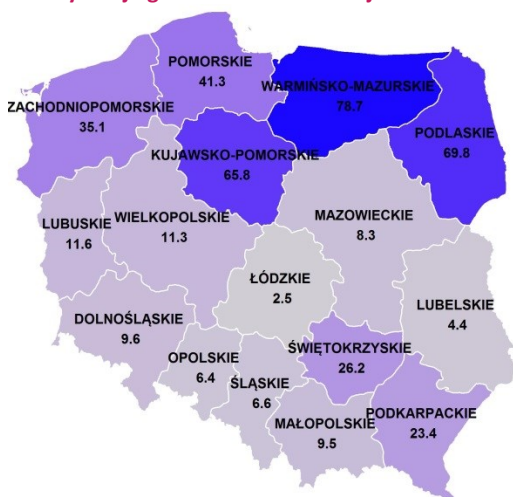 POMORSKIE
41.3
WARMIŃSKO-MAZURSKIE
78.7
ZACHODNIOPOMORSKIE
35.1
PODLASKIE
69.8
KUJAWSKO-POMORSKIE
65.8
LUBUSKIE
11.6
WIELKOPOLSKIE
11.3
MAZOWIECKIE
8.3
ŁÓDZKIE
2.5
LUBELSKIE
4.4
DOLNOŚLĄSKIE
9.6
OPOLSKIE
6.4
ŚLĄSKIE
6.6
ŚWIĘTOKRZYSKIE
26.2
MAŁOPOLSKIE
9.5
PODKARPACKIE
23.4